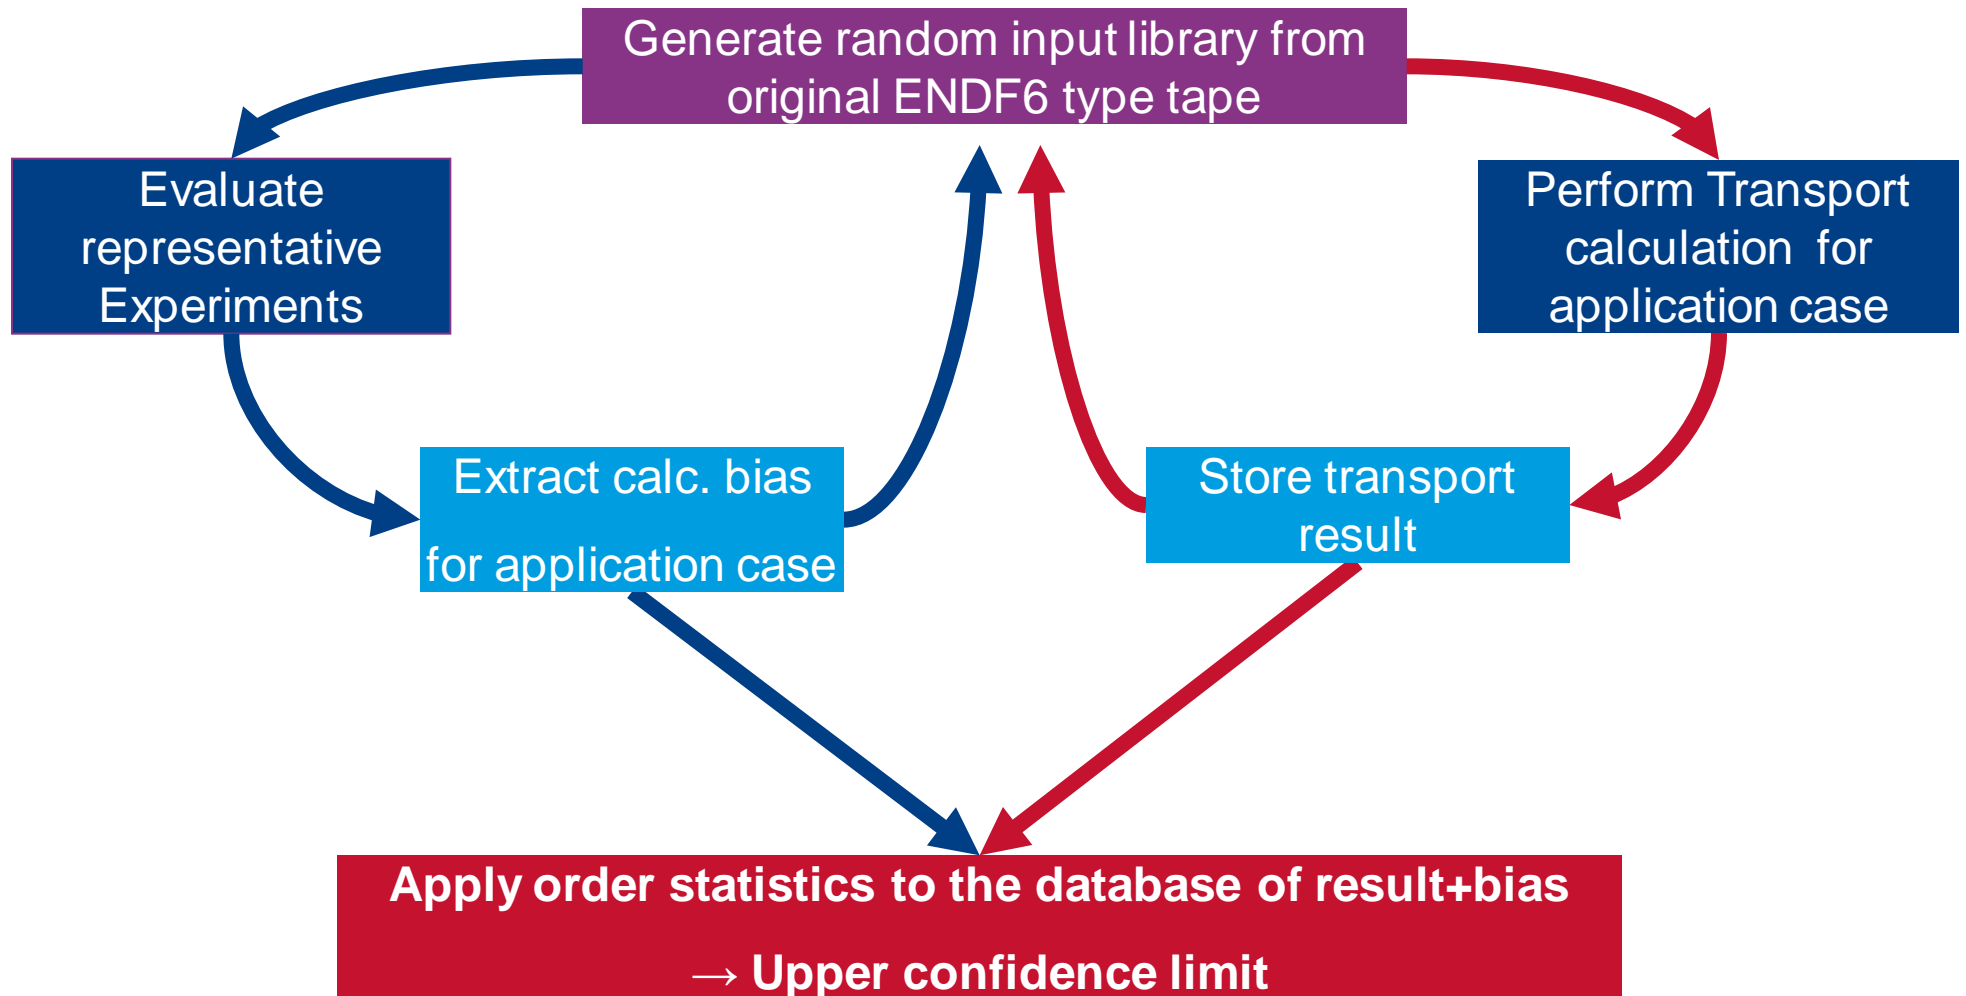 Generate random input library from
original ENDF6 type tape
Evaluate
representative
Experiments
Perform Transport
calculation for
application case
Extract calc. bias
for application case
Store transport
result
Apply order statistics to the database of result+bias
→ Upper confidence limit